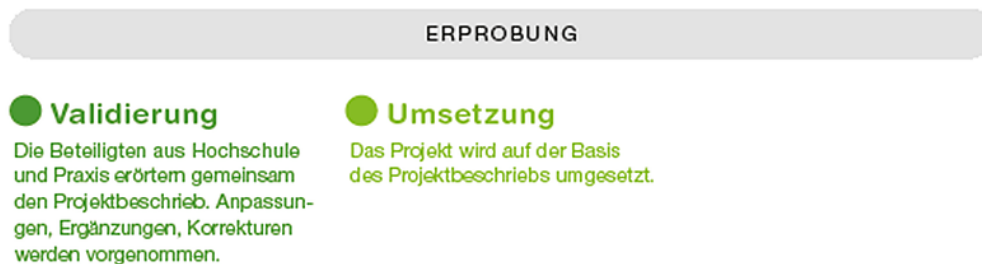 ERPROBUNG
Validierung
Die Beteiligten aus Hochschule
und Praxis erörtern gemeinsam
den Projektbeschrieb. Anpassun-
gen, Ergänzungen, Korrekturen
werden vorgenommen.
Umsetzung
Das Projekt wird auf der Basis
des Projektbeschriebs umgesetzt.